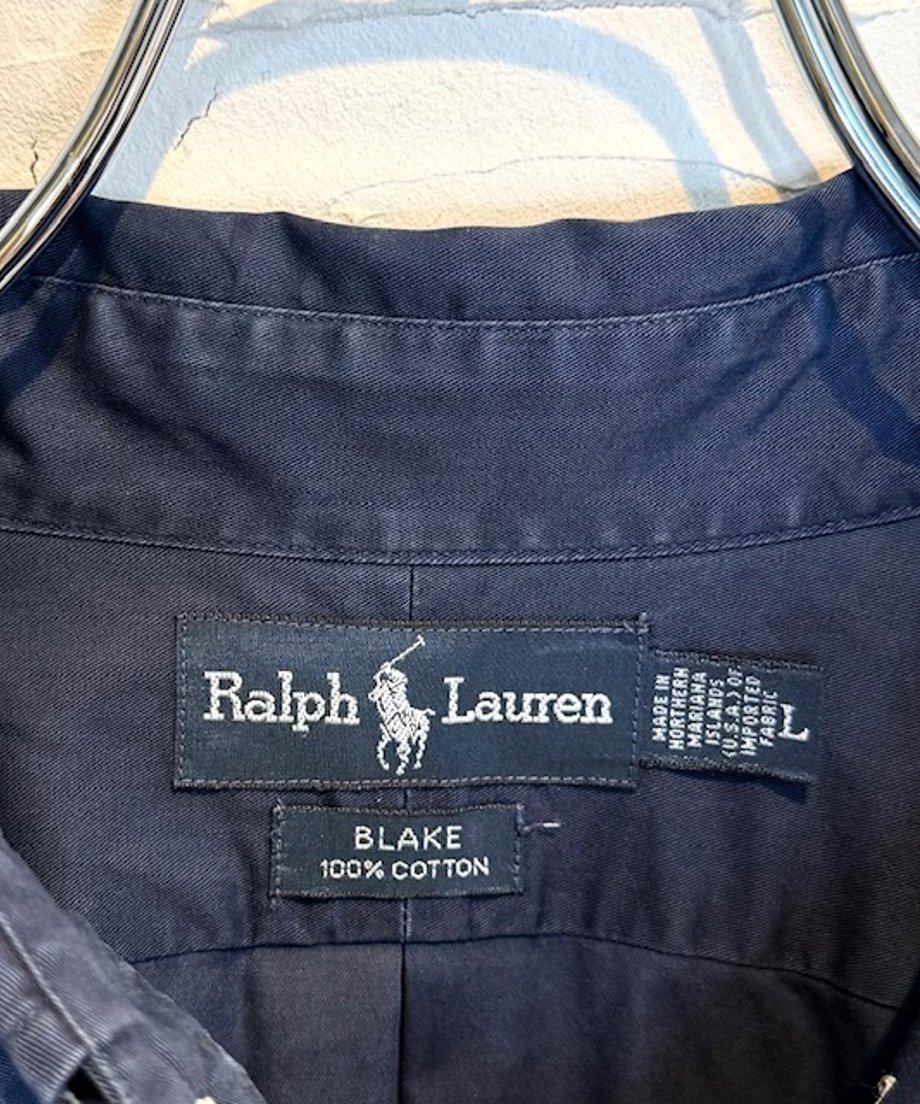 Ralph Lauren
MADE IN
NORTHERN
MARIANA
ISLANDS
(U.S.A.) OF
IMPORTED
FABRIC
L
BLAKE
100% COTTON